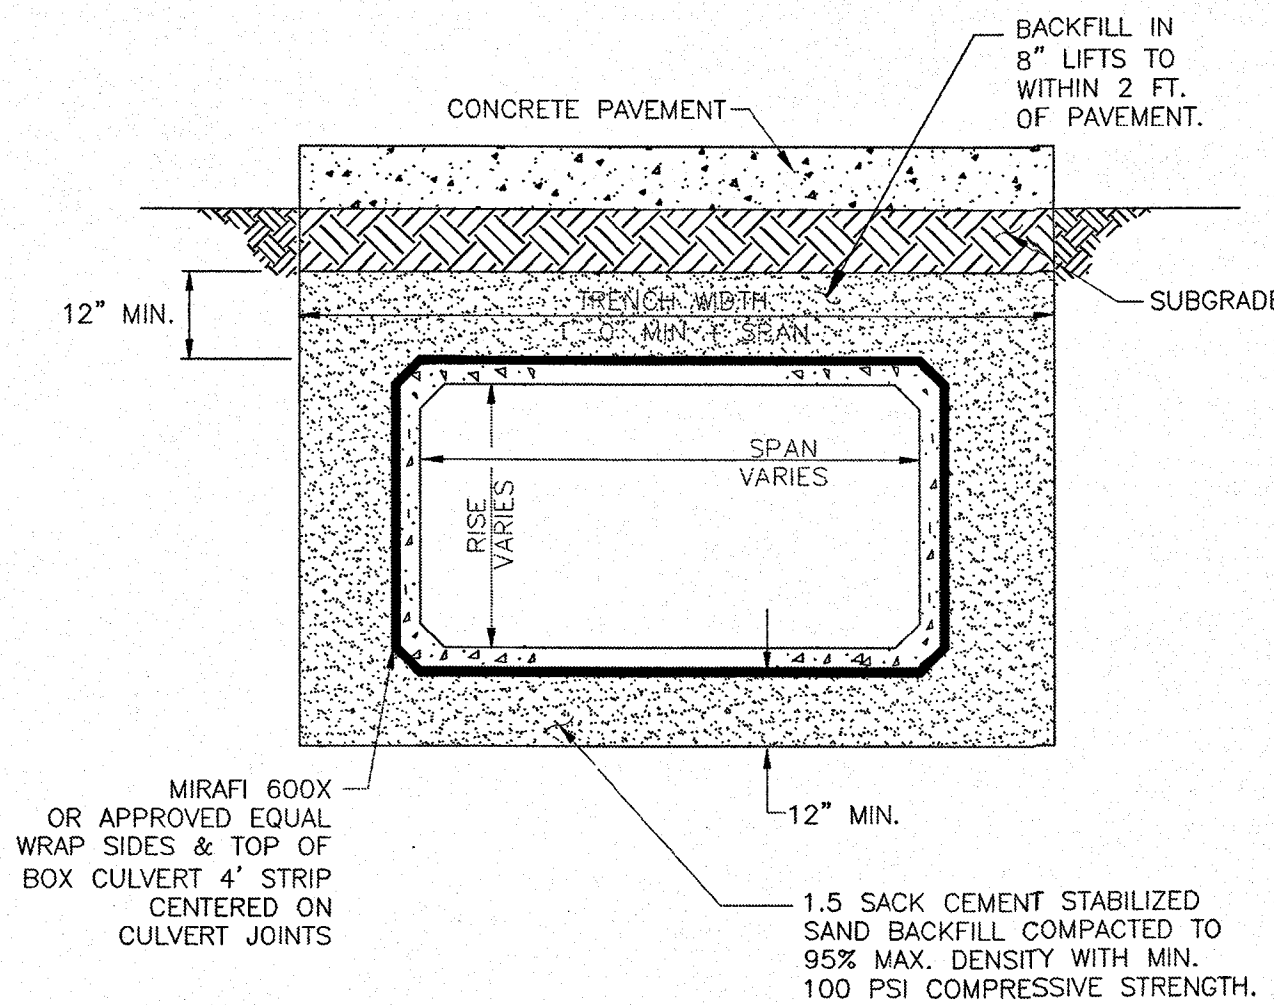 BACKFILL IN
8" LIFTS TO
WITHIN 2 FT.
OF PAVEMENT.
CONCRETE PAVEMENT
12" MIN.
TRENCH WIDTH
MIN + SPAN
SUBGRADE
SPAN
VARIES
RISE
VARIES
MIRAFI 600X
OR APPROVED EQUAL
WRAP SIDES & TOP OF
BOX CULVERT 4' STRIP
CENTERED ON
CULVERT JOINTS
12" MIN.
1.5 SACK CEMENT STABILIZED
SAND BACKFILL COMPACTED TO
95% MAX. DENSITY WITH MIN.
100 PSI COMPRESSIVE STRENGTH.